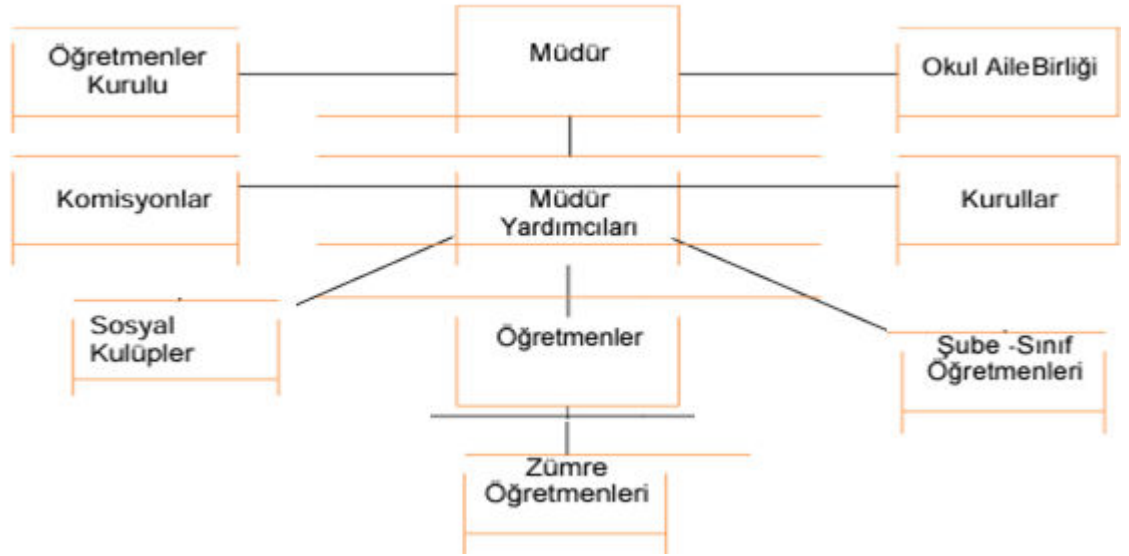 Öğretmenler
Kurulu
Müdür
Okul Aile Birliği
Komisyonlar
Müdür
Yardımcıları
Kurullar
Sosyal
Kulüpler
Öğretmenler
Şube -Sınıf
Öğretmenleri
Zümre
Öğretmenleri